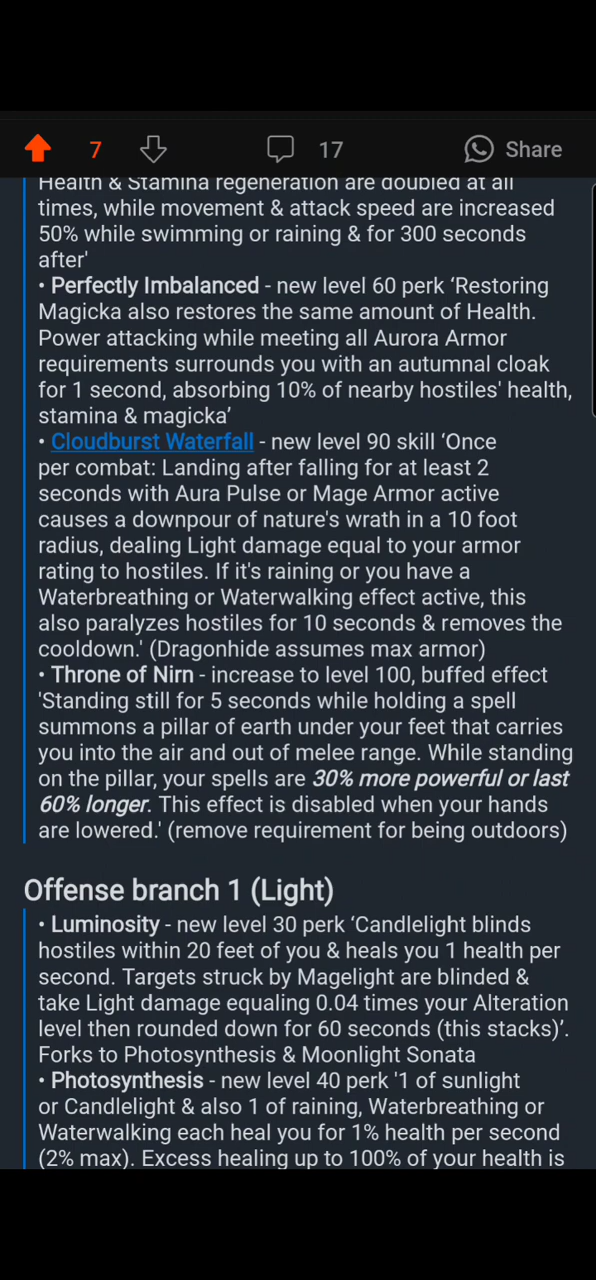 7
17
Share
Health & Stamina regeneration are doubled at all
times, while movement & attack speed are increased
50% while swimming or raining & for 300 seconds
after'
• Perfectly Imbalanced - new level 60 perk ‘Restoring
Magicka also restores the same amount of Health.
Power attacking while meeting all Aurora Armor
requirements surrounds you with an autumnal cloak
for 1 second, absorbing 10% of nearby hostiles' health,
stamina & magicka’
• Cloudburst Waterfall - new level 90 skill ‘Once
per combat: Landing after falling for at least 2
seconds with Aura Pulse or Mage Armor active
causes a downpour of nature's wrath in a 10 foot
radius, dealing Light damage equal to your armor
rating to hostiles. If it's raining or you have a
Waterbreathing or Waterwalking effect active, this
also paralyzes hostiles for 10 seconds & removes the
cooldown.' (Dragonhide assumes max armor)
• Throne of Nirn - increase to level 100, buffed effect
'Standing still for 5 seconds while holding a spell
summons a pillar of earth under your feet that carries
you into the air and out of melee range. While standing
on the pillar, your spells are 30% more powerful or last
60% longer. This effect is disabled when your hands
are lowered.' (remove requirement for being outdoors)
Offense branch 1 (Light)
• Luminosity - new level 30 perk ‘Candlelight blinds
hostiles within 20 feet of you & heals you 1 health per
second. Targets struck by Magelight are blinded &
take Light damage equaling 0.04 times your Alteration
level then rounded down for 60 seconds (this stacks)’.
Forks to Photosynthesis & Moonlight Sonata
• Photosynthesis - new level 40 perk '1 of sunlight
or Candlelight & also 1 of raining, Waterbreathing or
Waterwalking each heal you for 1% health per second
(2% max). Excess healing up to 100% of your health is